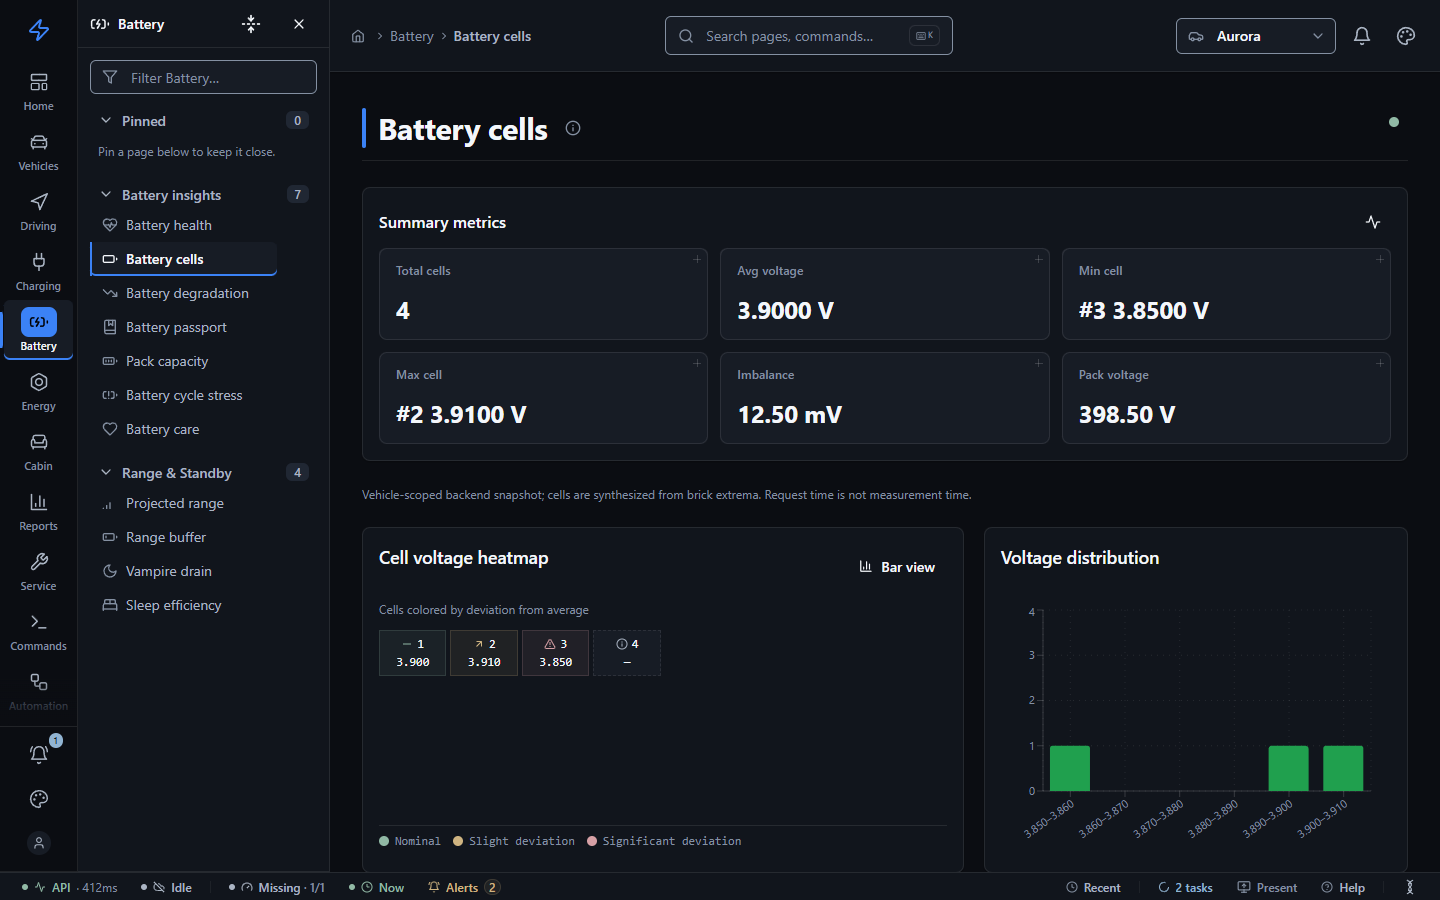 Home
Vehicles
Driving
Charging
Battery
Energy
Cabin
Reports
Service
Commands
Automation
1
Battery
Filter Battery...
Pinned 0
Pin a page below to keep it close.
Battery insights 7
Battery health
Battery cells
Battery degradation
Battery passport
Pack capacity
Battery cycle stress
Battery care
Range & Standby 4
Projected range
Range buffer
Vampire drain
Sleep efficiency
Battery Battery cells
Search pages, commands... K
Aurora
Battery cells
Summary metrics
Total cells
4
Avg voltage
3.9000 V
Min cell
#3 3.8500 V
Max cell
#2 3.9100 V
Imbalance
12.50 mV
Pack voltage
398.50 V
Vehicle-scoped backend snapshot; cells are synthesized from brick extrema. Request time is not measurement time.
Cell voltage heatmap
Bar view
Cells colored by deviation from average
1
3.900
2
3.910
3
3.850
4
—
Nominal Slight deviation Significant deviation
Voltage distribution
4
3
2
1
0
3.850–3.860
3.860–3.870
3.870–3.880
3.880–3.890
3.890–3.900
3.900–3.910
API · 412ms Idle Missing · 1/1 Now Alerts 2 Recent 2 tasks Present Help